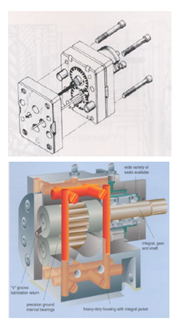 wide variety of
seals available
integral gear
and shaft
"V" groove
lubrication return
precision ground
internal bearings
heavy-duty housing with integral jacket